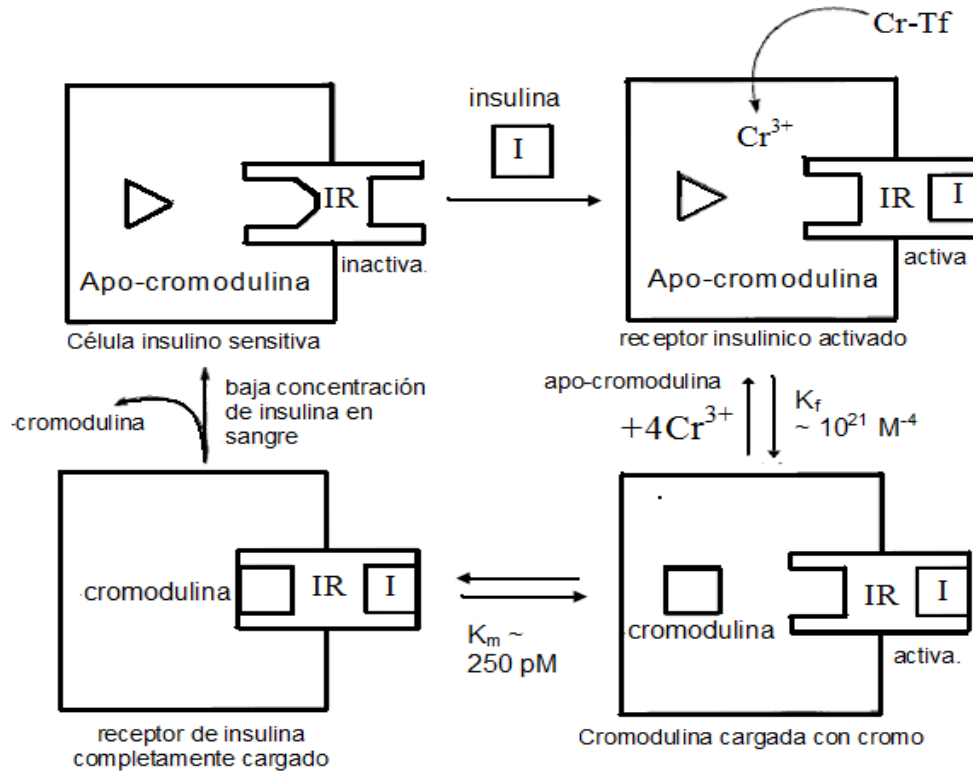 Cr-Tf
insulina
I
Cr³⁺
IR
inactiva.
Apo-cromodulina
Célula insulino sensitiva
IR
I
activa
Apo-cromodulina
receptor insulinico activado
-cromodulina
baja concentración
de insulina en
sangre
apo-cromodulina
+4Cr³⁺
K_f
~ 10²¹ M⁻⁴
-cromodulina
IR
I
K_m ~
250 pM
-cromodulina
IR
I
activa.
receptor de insulina
completamente cargado
Cromodulina cargada con cromo